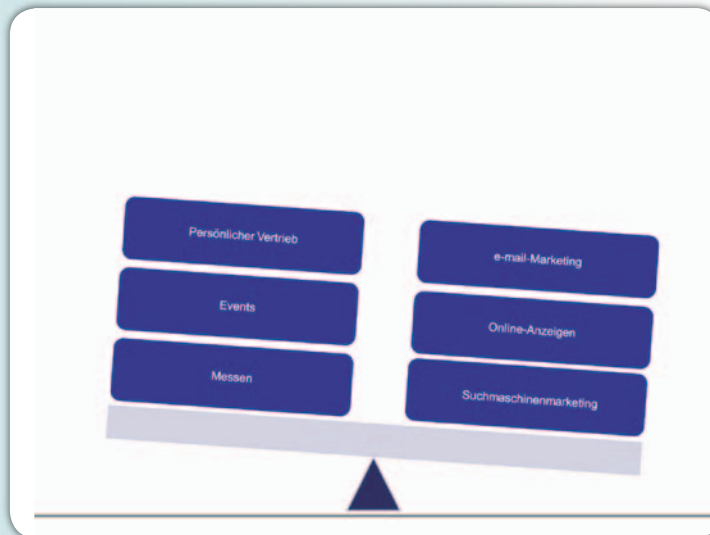 Persönlicher Vertrieb
Events
Messen
e-mail-Marketing
Online-Anzeigen
Suchmaschinenmarketing